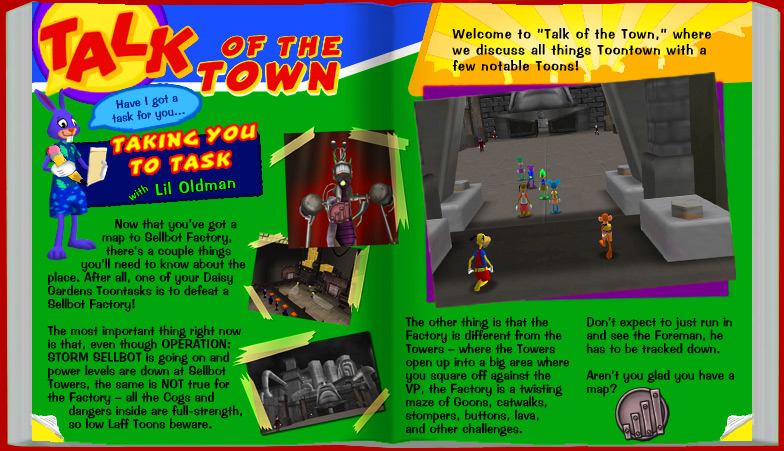 TALK
OF THE
TOWN
Have I got a
task for you...
TAKING YOU
TO TASK
with Lil Oldman
Now that you've got a
map to Sellbot Factory,
there's a couple things
you'll need to know about the
place. After all, one of your Daisy
Gardens Toontasks is to defeat a
Sellbot Factory!
The most important thing right now
is that, even though OPERATION:
STORM SELLBOT is going on and
power levels are down at Sellbot
Towers, the same is NOT true for
the Factory – all the Cogs and
dangers inside are full-strength,
so low Laff Toons beware.
Welcome to "Talk of the Town," where
we discuss all things Toontown with a
few notable Toons!
The other thing is that the
Factory is different from the
Towers – where the Towers
open up into a big area where
you square off against the
VP, the Factory is a twisting
maze of Goons, catwalks,
stompers, buttons, lava,
and other challenges.
Don't expect to just run in
and see the Foreman, he
has to be tracked down.
Aren't you glad you have a
map?